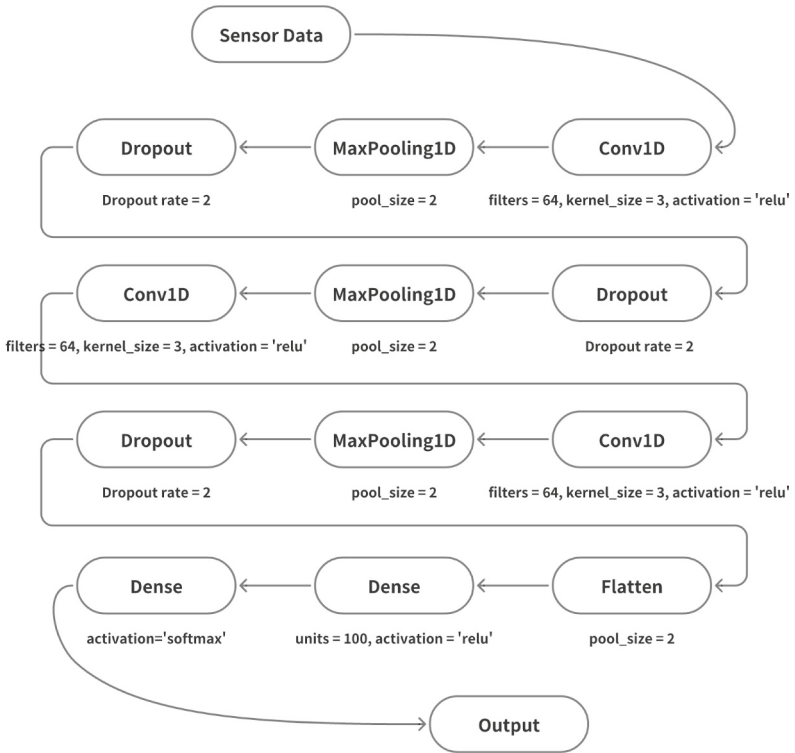 Sensor Data
Dropout
MaxPooling1D
Conv1D
Dropout rate = 2
pool_size = 2
filters = 64, kernel_size = 3, activation = 'relu'
Conv1D
MaxPooling1D
Dropout
filters = 64, kernel_size = 3, activation = 'relu'
pool_size = 2
Dropout rate = 2
Dropout
MaxPooling1D
Conv1D
Dropout rate = 2
pool_size = 2
filters = 64, kernel_size = 3, activation = 'relu'
Dense
Dense
Flatten
activation='softmax'
units = 100, activation = 'relu'
pool_size = 2
Output